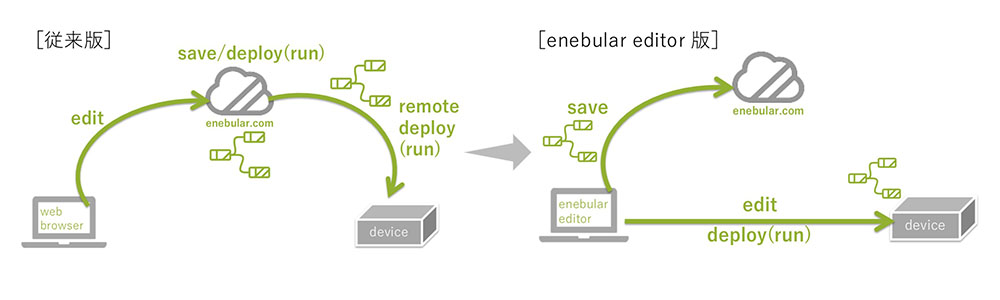 [従来版]
save/deploy(run)
edit
enebular.com
remote
deploy
(run)
web
browser
device
[enebular editor 版]
save
enebular.com
enebular
editor
edit
deploy(run)
device